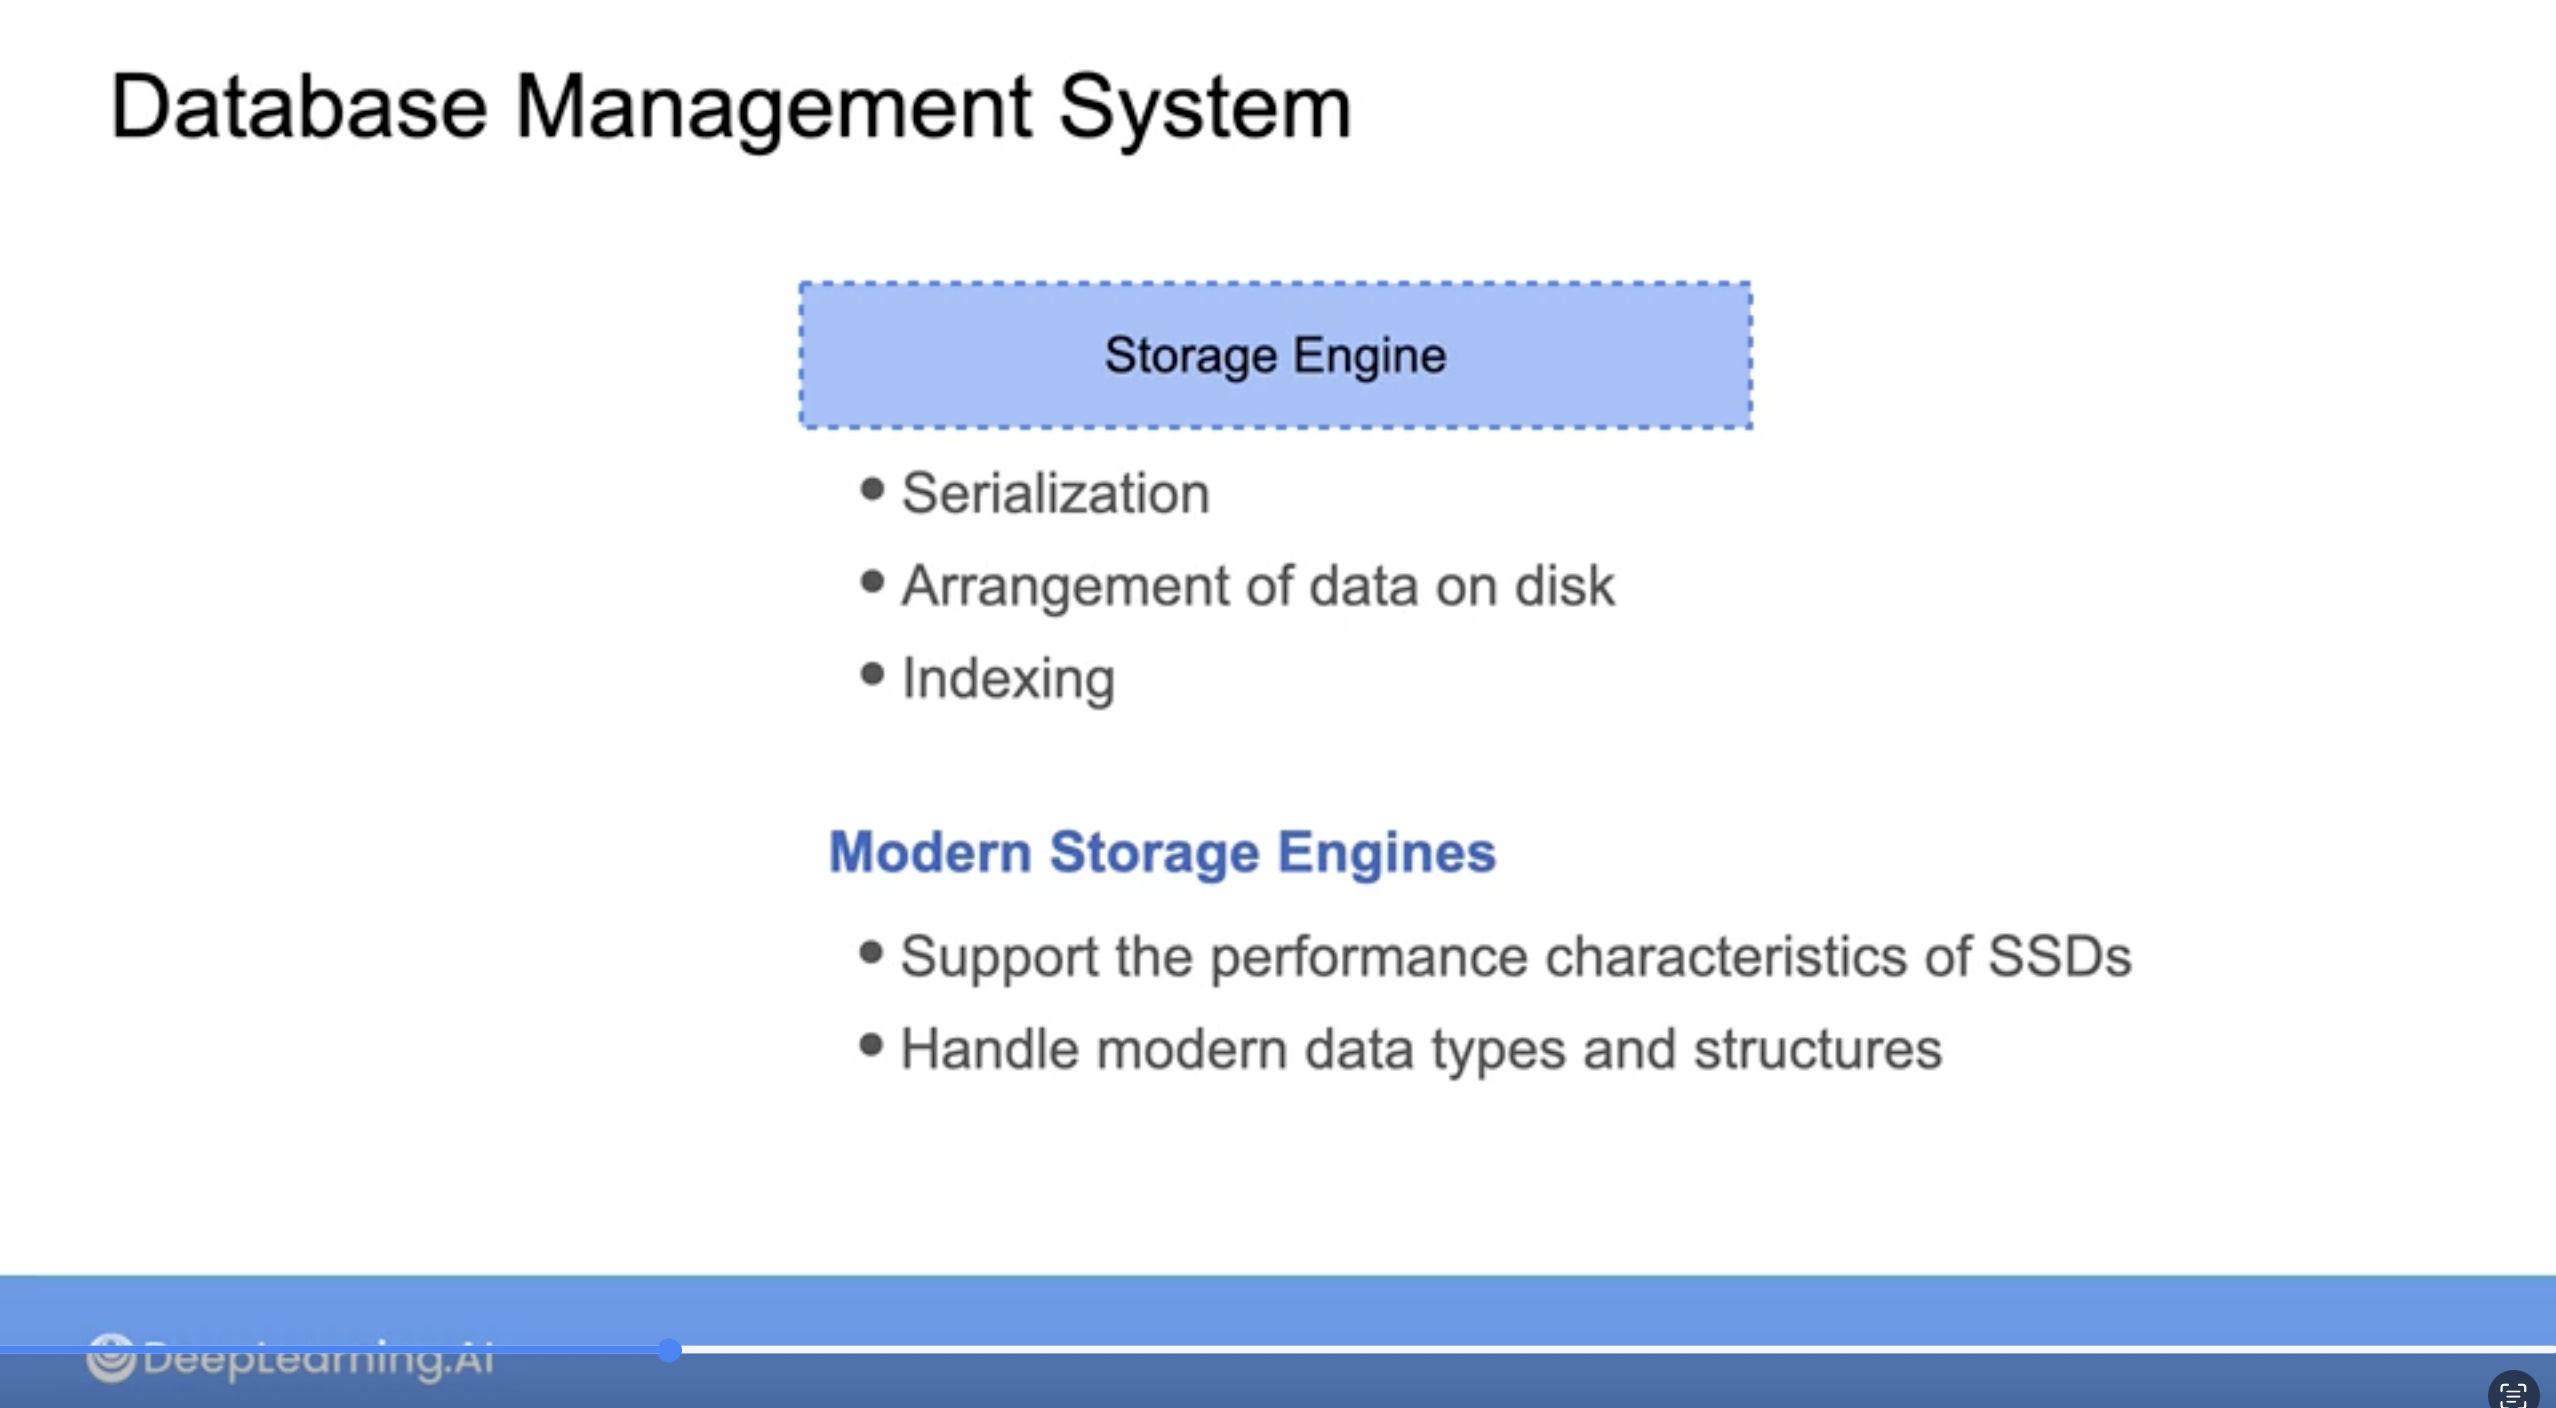 Database Management System
Storage Engine
• Serialization
• Arrangement of data on disk
• Indexing
Modern Storage Engines
• Support the performance characteristics of SSDs
• Handle modern data types and structures
DeepLearning.AI